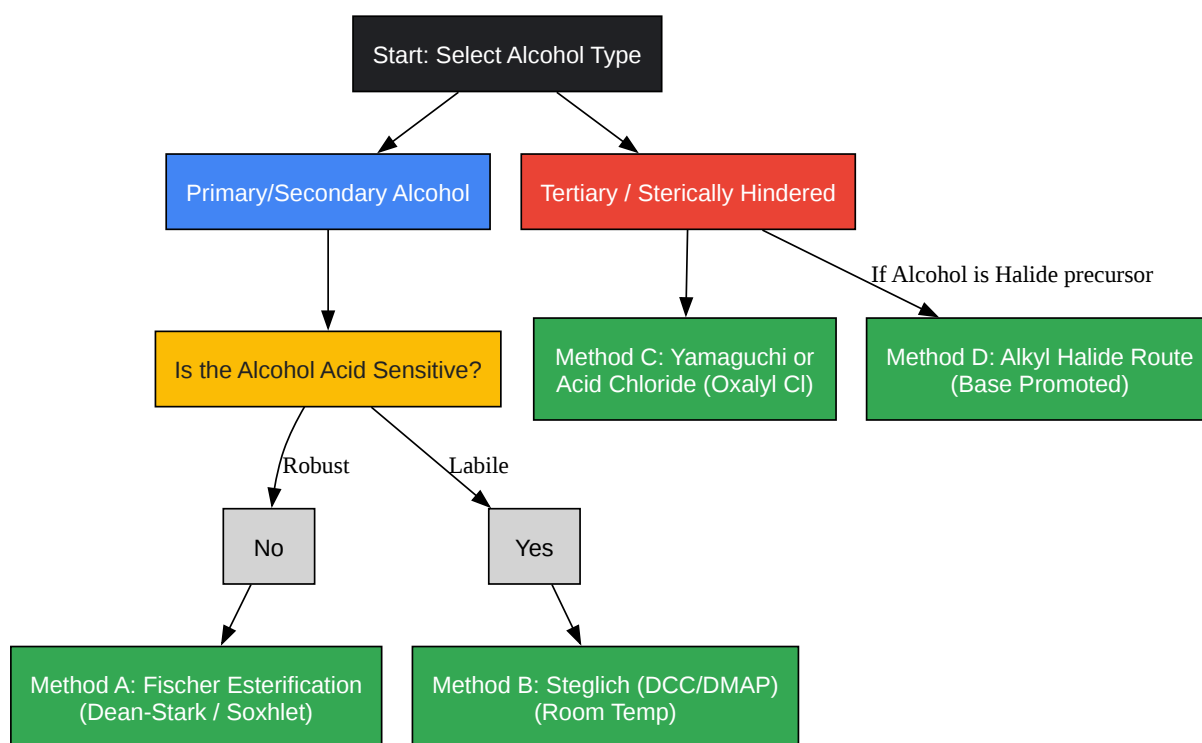 Start: Select Alcohol Type
Primary/Secondary Alcohol
Tertiary / Sterically Hindered
If Alcohol is Halide precursor
Is the Alcohol Acid Sensitive?
Method C: Yamaguchi or
Acid Chloride (Oxalyl Cl)
Method D: Alkyl Halide Route
(Base Promoted)
Robust
Labile
No
Yes
Method A: Fischer Esterification
(Dean-Stark / Soxhlet)
Method B: Steglich (DCC/DMAP)
(Room Temp)